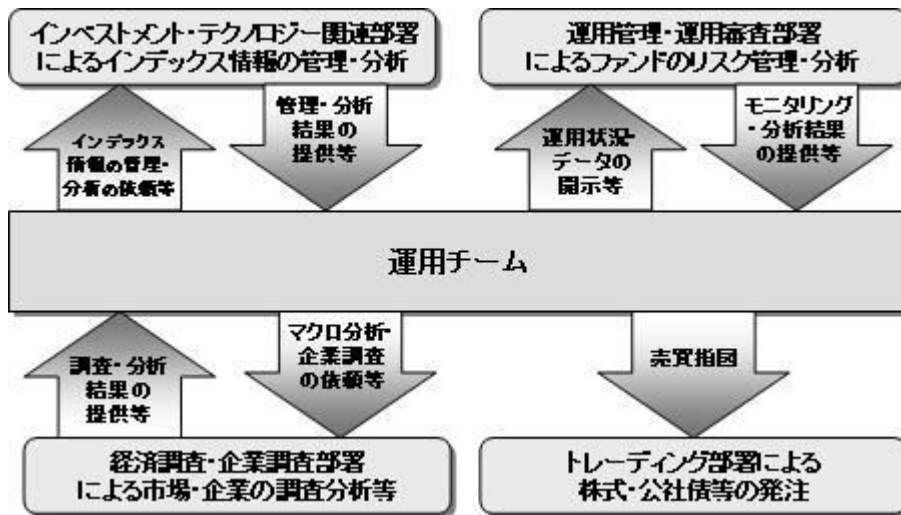 インベストメント・テクノロジー関連部署
によるインデックス情報の管理・分析
運用管理・運用審査部署
によるファンドのリスク管理・分析
インデックス
情報の管理・
分析の依頼等
管理・分析
結果の
提供等
運用状況・
データの
開示等
モニタリング
・分析結果
の提供等
運用チーム
調査・分析
結果の
提供等
マクロ分析・
企業調査
の依頼等
売買指図
経済調査・企業調査部署
による市場・企業の調査分析等
トレーディング部署による
株式・公社債等の発注